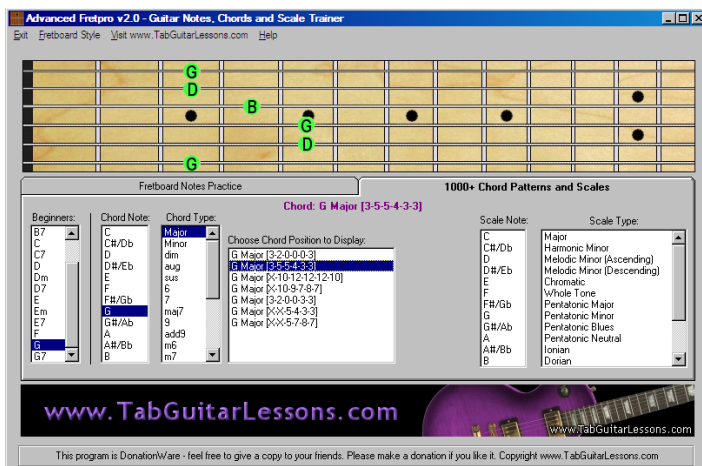 Advanced Fretpro v2.0 - Guitar Notes, Chords and Scale Trainer
Exit Fretboard Style Visit www.TabGuitarLessons.com Help
G
D
B
G
D
G
Fretboard Notes Practice
1000+ Chord Patterns and Scales
Chord: G Major [3-5-5-4-3-3]
Beginners:
B7
C
C7
D
Dm
D7
E
Em
E7
F
G
G7
Chord Note:
C
C#/Db
D
D#/Eb
E
F
F#/Gb
G
G#/Ab
A
A#/Bb
B
Chord Type:
Major
Minor
dim
aug
sus
6
7
maj7
9
add9
m6
m7
Choose Chord Position to Display:
G Major [3-2-0-0-0-3]
G Major [3-5-5-4-3-3]
G Major [X-10-12-12-12-10]
G Major [X-10-9-7-8-7]
G Major [3-2-0-0-3-3]
G Major [X-X-5-4-3-3]
G Major [X-X-5-7-8-7]
Scale Note:
C
C#/Db
D
D#/Eb
E
F
F#/Gb
G
G#/Ab
A
A#/Bb
B
Scale Type:
Major
Harmonic Minor
Melodic Minor (Ascending)
Melodic Minor (Descending)
Chromatic
Whole Tone
Pentatonic Major
Pentatonic Minor
Pentatonic Blues
Pentatonic Neutral
Ionian
Dorian
www.TabGuitarLessons.com
www.TabGuitarLessons.com
This program is DonationWare - feel free to give a copy to your friends. Please make a donation if you like it. Copyright www.TabGuitarLessons.com